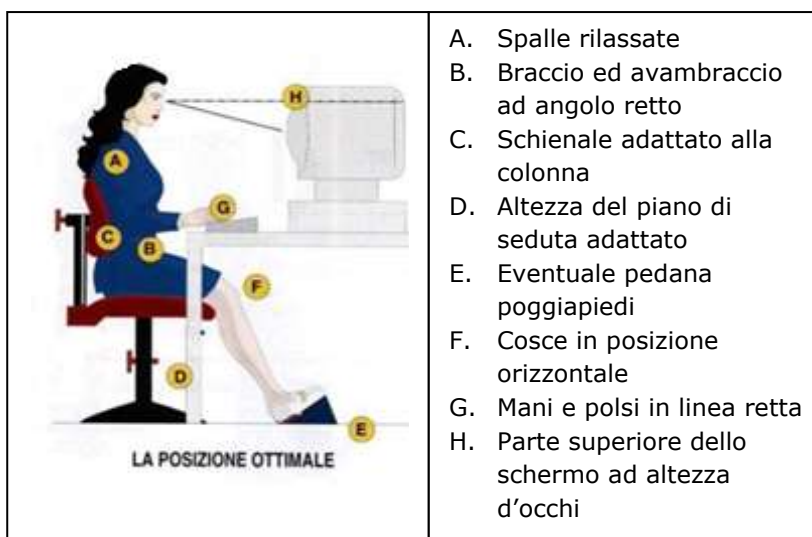 H
A
G
C
B
F
D
E
LA POSIZIONE OTTIMALE
A. Spalle rilassate
B. Braccio ed avambraccio
ad angolo retto
C. Schienale adattato alla
colonna
D. Altezza del piano di
seduta adattato
E. Eventuale pedana
poggiapiedi
F. Cosce in posizione
orizzontale
G. Mani e polsi in linea retta
H. Parte superiore dello
schermo ad altezza
d’occhi